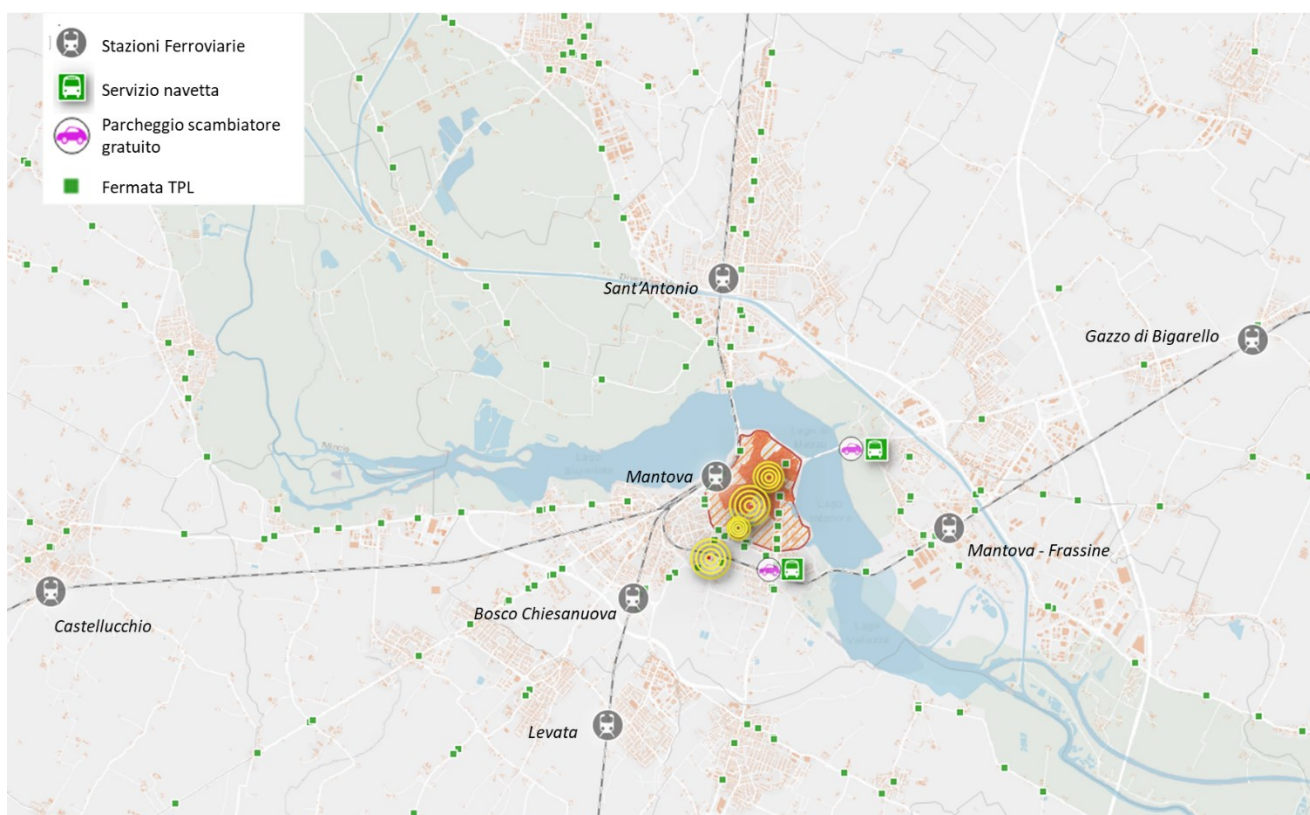 Stazioni Ferroviarie
Servizio navetta
Parcheggio scambiatore
gratuito
Fermata TPL
Sant'Antonio
Gazzo di Bigarello
Mantova
Mantova - Frassine
Castellucchio
Bosco Chiesanuova
Levata